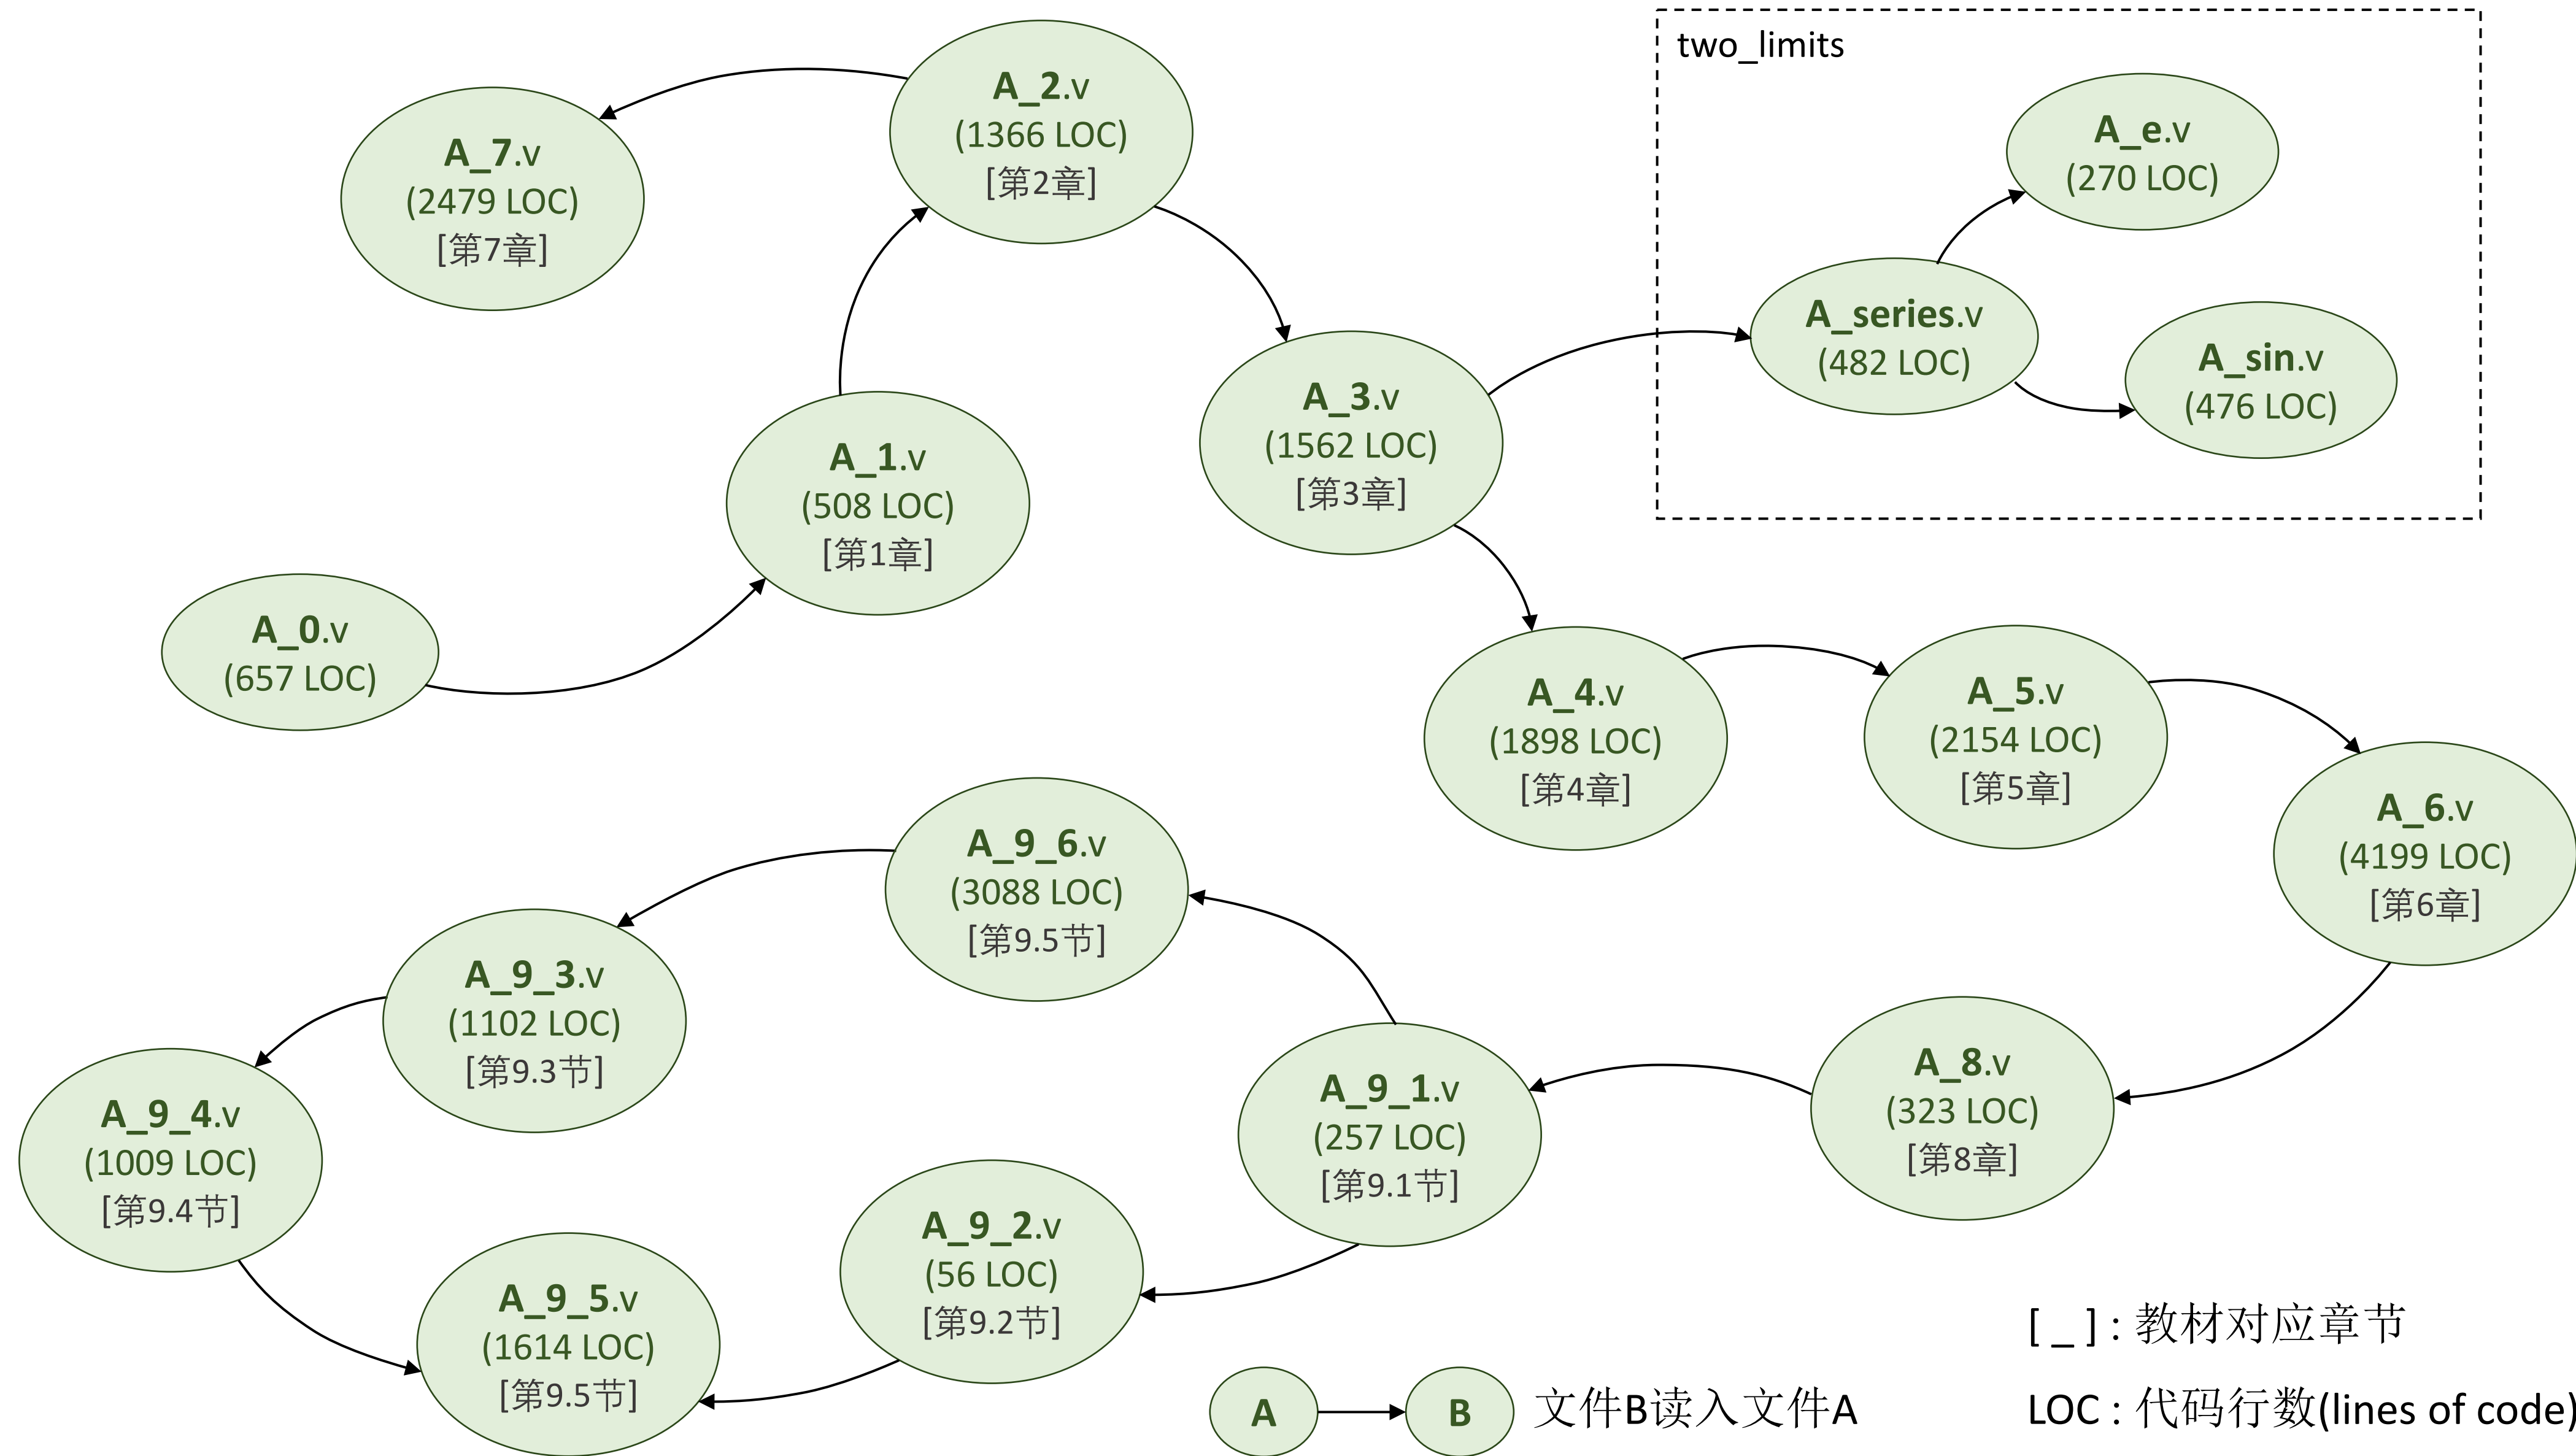 two_limits
A_2.v
(1366 LOC)
[第2章]
A_7.v
(2479 LOC)
[第7章]
A_e.v
(270 LOC)
A_series.v
(482 LOC)
A_sin.v
(476 LOC)
A_3.v
(1562 LOC)
[第3章]
A_1.v
(508 LOC)
[第1章]
A_0.v
(657 LOC)
A_4.v
(1898 LOC)
[第4章]
A_5.v
(2154 LOC)
[第5章]
A_6.v
(4199 LOC)
[第6章]
A_9_6.v
(3088 LOC)
[第9.5节]
A_9_3.v
(1102 LOC)
[第9.3节]
A_9_4.v
(1009 LOC)
[第9.4节]
A_9_1.v
(257 LOC)
[第9.1节]
A_8.v
(323 LOC)
[第8章]
A_9_2.v
(56 LOC)
[第9.2节]
A_9_5.v
(1614 LOC)
[第9.5节]
[ _ ] : 教材对应章节
A B 文件B读入文件A
LOC : 代码行数(lines of code)